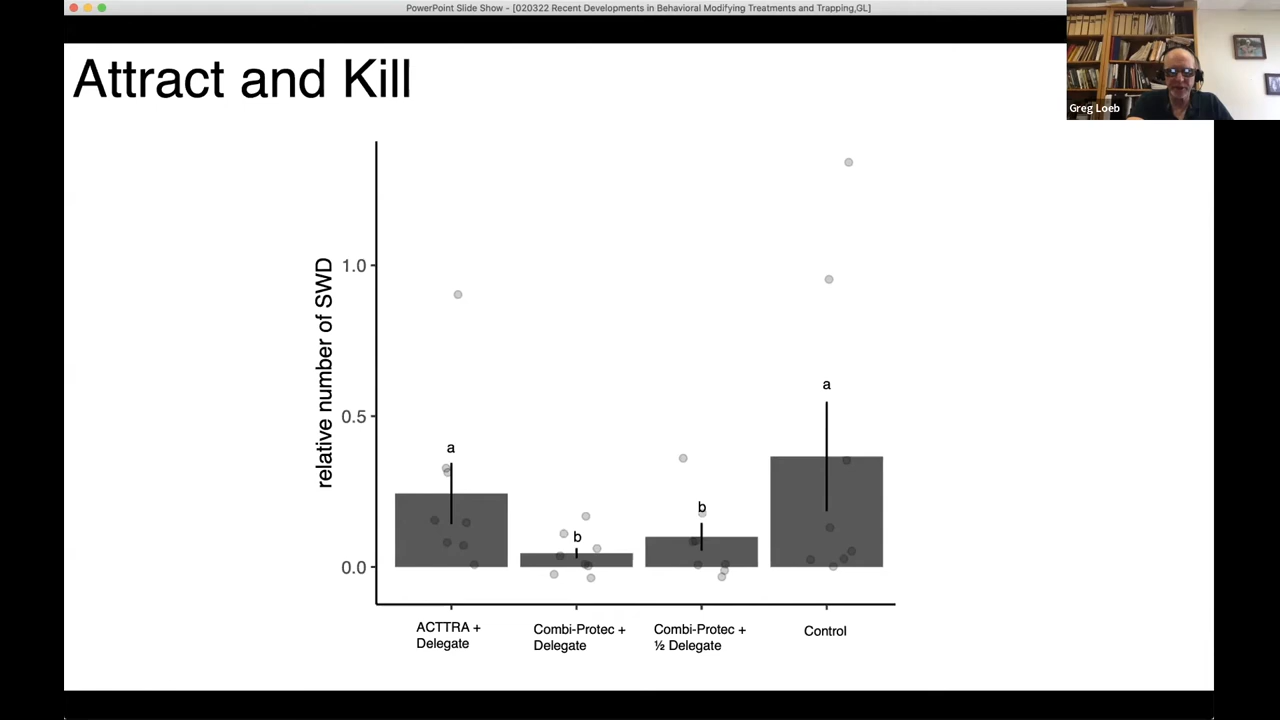 PowerPoint Slide Show - [020322 Recent Developments in Behavioral Modifying Treatments and Trapping,GL]
Greg Loeb
Attract and Kill
relative number of SWD
1.0
0.5
0.0
a
b
b
a
ACTTRA +
Delegate
Combi-Protec +
Delegate
Combi-Protec +
½ Delegate
Control